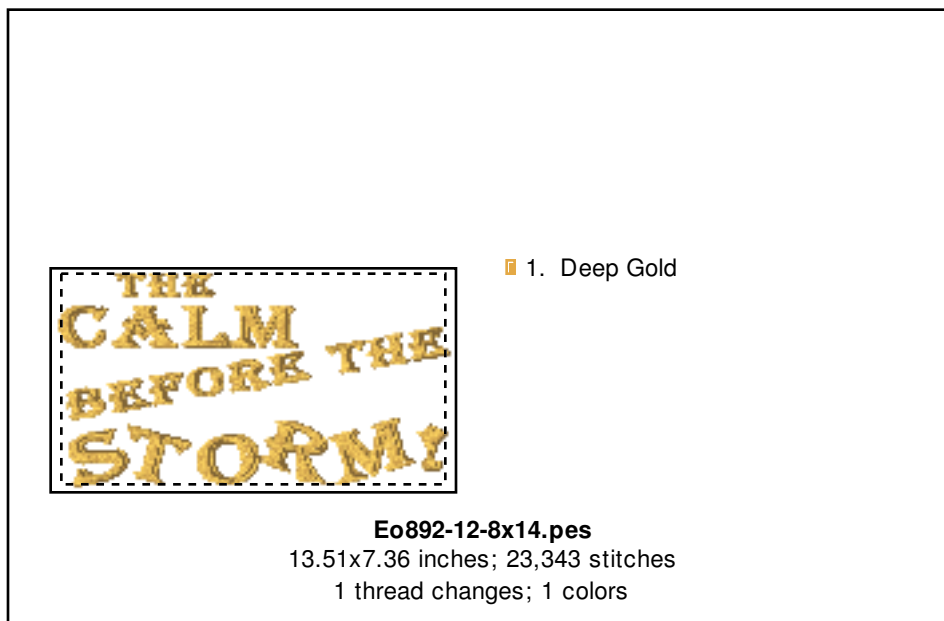 THE
CALM
BEFORE THE
STORM!
1. Deep Gold
Eo892-12-8x14.pes
13.51x7.36 inches; 23,343 stitches
1 thread changes; 1 colors